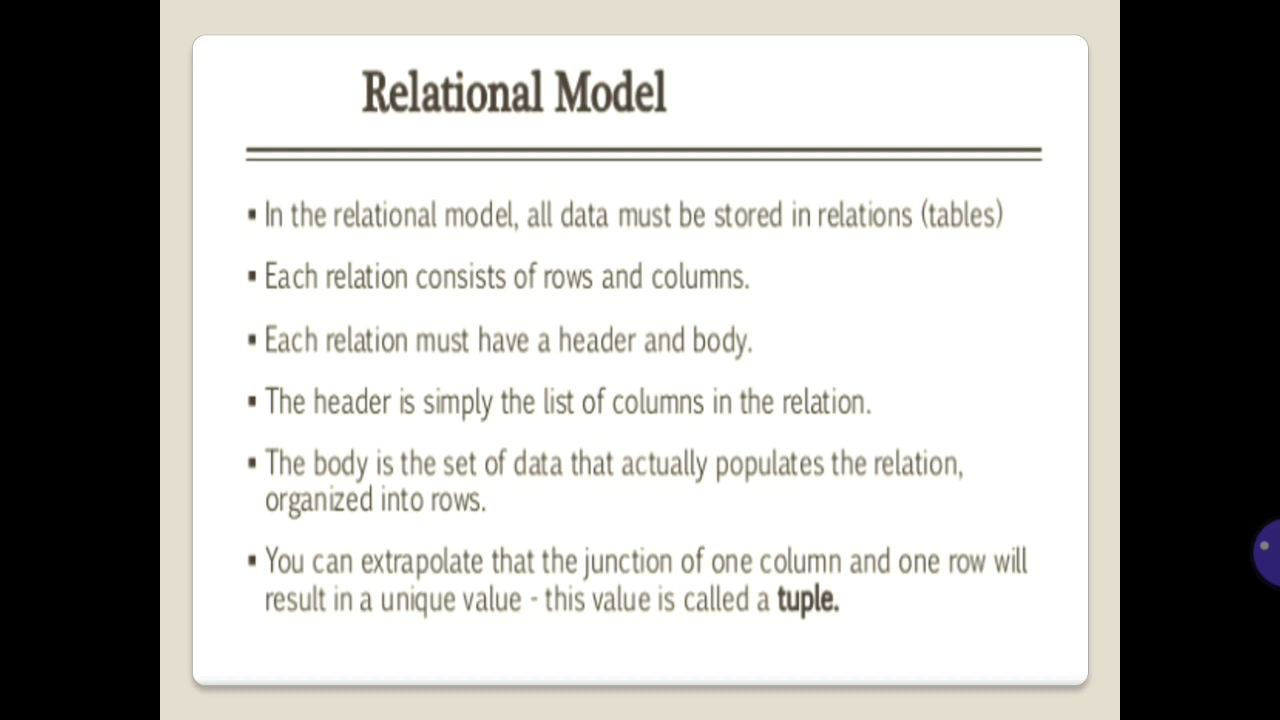 Relational Model
▪ In the relational model, all data must be stored in relations (tables)
▪ Each relation consists of rows and columns.
▪ Each relation must have a header and body.
▪ The header is simply the list of columns in the relation.
▪ The body is the set of data that actually populates the relation,
organized into rows.
▪ You can extrapolate that the junction of one column and one row will
result in a unique value - this value is called a tuple.